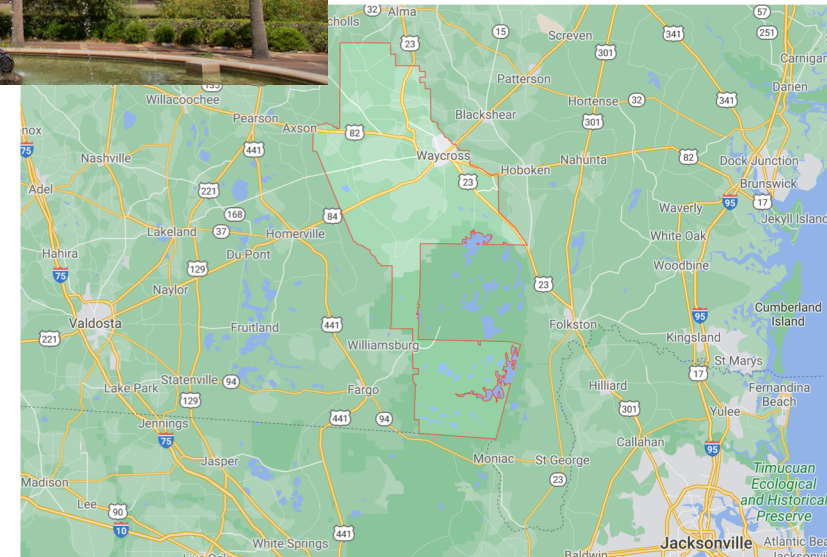 32
Alma
cholls
23
15
Screven
301
341
57
251
Carnigan
Patterson
Darien
Willacoochee
Hortense
32
341
Pearson
Axson
Blackshear
301
nox
75
82
441
Waycross
Nashville
Nahunta
82
Dock Junction
Hoboken
23
Brunswick
Adel
221
95
17
168
84
Waverly
Jekyll Island
37
Lakeland
Homerville
White Oak
Hahira
Du Pont
Woodbine
75
129
23
Naylor
Cumberland
Island
95
Valdosta
441
Folkston
Fruitland
221
Kingsland
Williamsburg
St Marys
17
Statenville
94
Hilliard
Lake Park
Fargo
Fernandina
Beach
129
301
Yulee
441
94
Jennings
75
Callahan
95
Jasper
Moniac
St George
Timucuan
Ecological
and Historical
Preserve
Madison
23
Lee
90
10
441
White Springs
Jacksonville
Atlantic Bea
Baldwin